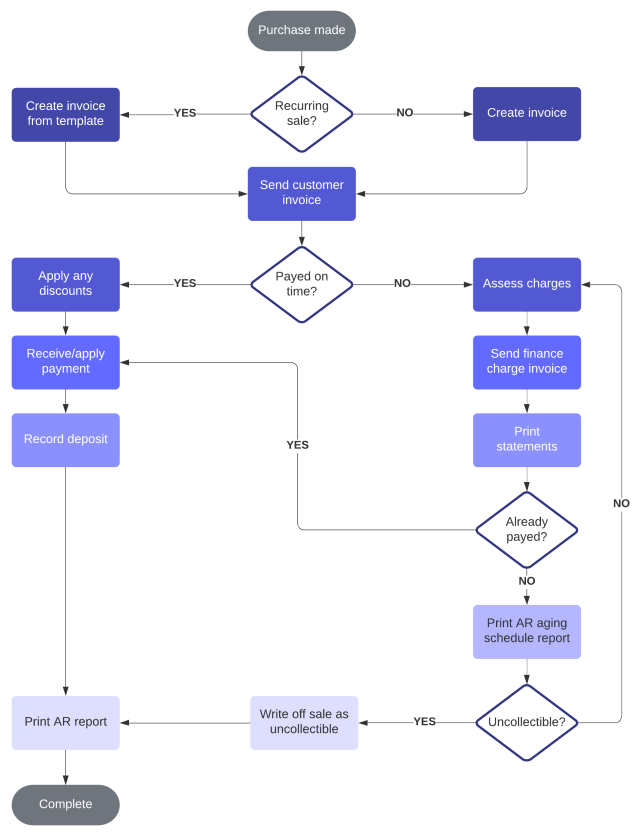 Purchase made
Create invoice
from template
YES
Recurring
sale?
NO
Create invoice
Send customer
invoice
Apply any
discounts
YES
Payed on
time?
NO
Assess charges
Receive/apply
payment
Send finance
charge invoice
Record deposit
YES
Print
statements
NO
Already
payed?
NO
Print AR aging
schedule report
Print AR report
Write off sale as
uncollectible
YES
Uncollectible?
Complete